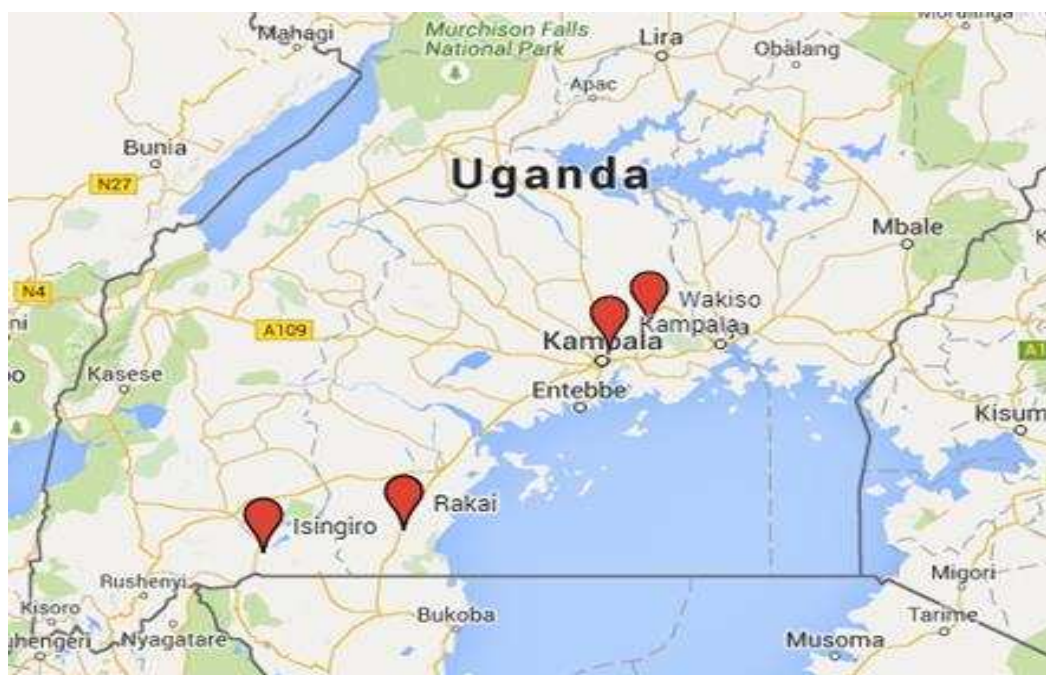 Murchison Falls
National Park
Mahagi
Lira
Obalang
Apac
Bunia
N27
Uganda
Mbale
N4
Wakiso
A109
Kampala
Kampala
Kasese
Entebbe
Kisum
Rakai
Isingiro
Rushenyi
Migori
Kisoro
Bukoba
Tarime
uhengeri
Nyagatare
Musoma